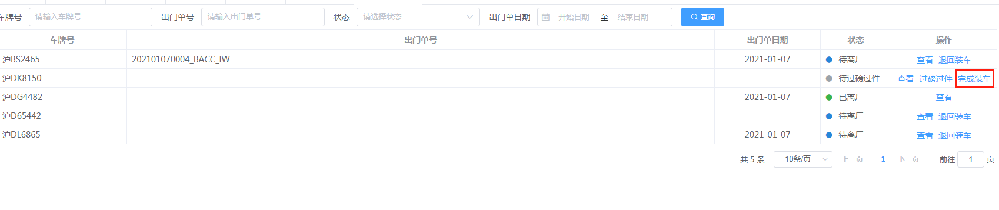 车牌号 请输入车牌号 出门单号 请输入出门单号 状态 请选择状态 出门单日期 开始日期 至 结束日期 查询
车牌号 出门单号 出门单日期 状态 操作
沪BS2465 202101070004_BACC_IW 2021-01-07 待离厂 查看 退回装车
沪DK8150 待过磅过件 查看 过磅过件 完成装车
沪DG4482 2021-01-07 已离厂 查看
沪D65442 待离厂 查看 退回装车
沪DL6865 2021-01-07 待离厂 查看 退回装车
共 5 条 10条/页 上一页 1 下一页 前往 1 页